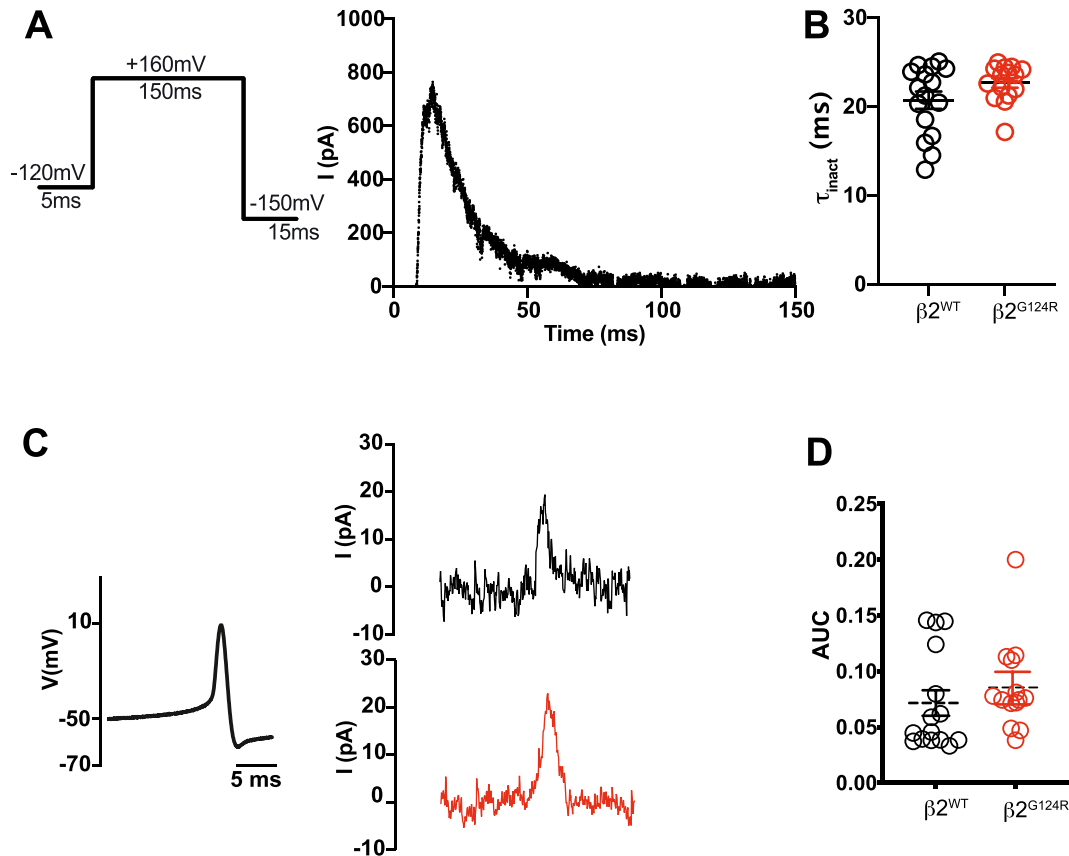 A
+160mV
150ms
-120mV
5ms
-150mV
15ms
I (pA)
1000
800
600
400
200
0
0
50
100
150
Time (ms)
B
τinact (ms)
30
20
10
0
β2WT
β2G124R
C
V(mV)
10
-50
-70
5 ms
I (pA)
30
20
10
0
-10
I (pA)
30
20
10
0
-10
D
AUC
0.25
0.20
0.15
0.10
0.05
0.00
β2WT
β2G124R